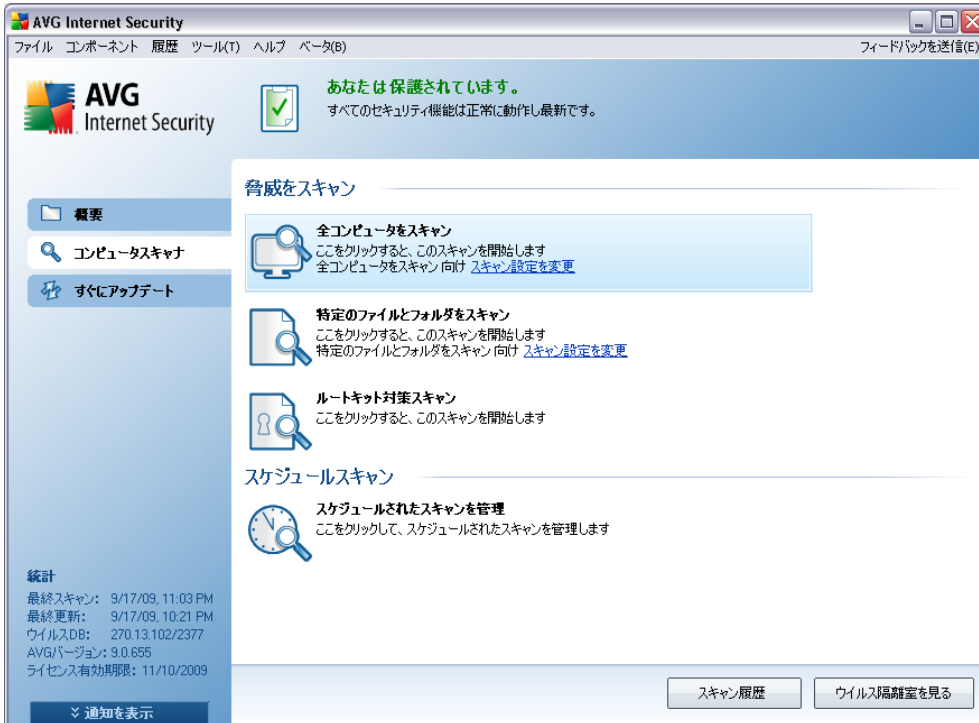 AVG Internet Security
ファイル コンポーネント 履歴 ツール(T) ヘルプ ベータ(B) フィードバックを送信(E)
AVG
Internet Security
あなたは保護されています。
すべてのセキュリティ機能は正常に動作し最新です。
概要
コンピュータスキャナ
すぐにアップデート
脅威をスキャン
全コンピュータをスキャン
ここをクリックすると、このスキャンを開始します
全コンピュータをスキャン 向け スキャン設定を変更
特定のファイルとフォルダをスキャン
ここをクリックすると、このスキャンを開始します
特定のファイルとフォルダをスキャン 向け スキャン設定を変更
ルートキット対策スキャン
ここをクリックすると、このスキャンを開始します
スケジュールスキャン
スケジュールされたスキャンを管理
ここをクリックして、スケジュールされたスキャンを管理します
統計
最終スキャン: 9/17/09, 11:03 PM
最終更新: 9/17/09, 10:21 PM
ウイルスDB: 270.13.102/2377
AVGバージョン: 9.0.655
ライセンス有効期限: 11/10/2009
通知を表示
スキャン履歴
ウイルス隔離室を見る